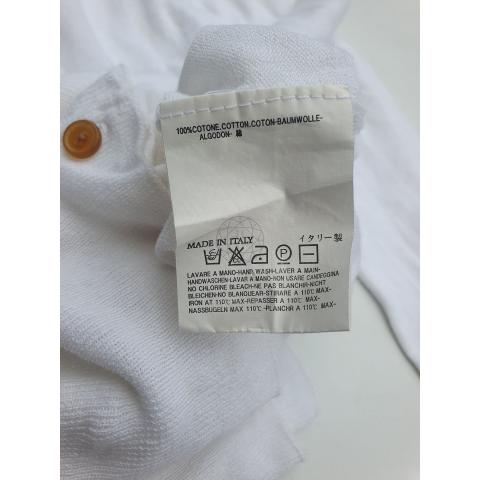 100%COTONE.COTTON.COTON-BAUMWOLLE-
ALGODON- 綿
MADE IN ITALY
イタリー製
P
LAVARE A MANO-HAND WASH-LAVER A MAIN-
HANDWASCHEN-A MANO-NON USARE CANDEGGINA
NO CHLORINE BLEACH-NE PAS BLANCHIR-NICHT
BLEICHEN-NO BLANQUEAR-STIRARE A 110°C MAX-
IRON AT 110°C MAX-REPASSER A 110°C MAX-
NASSBUGELN MAX 110°C-PLANCHR A 110°C MAX-